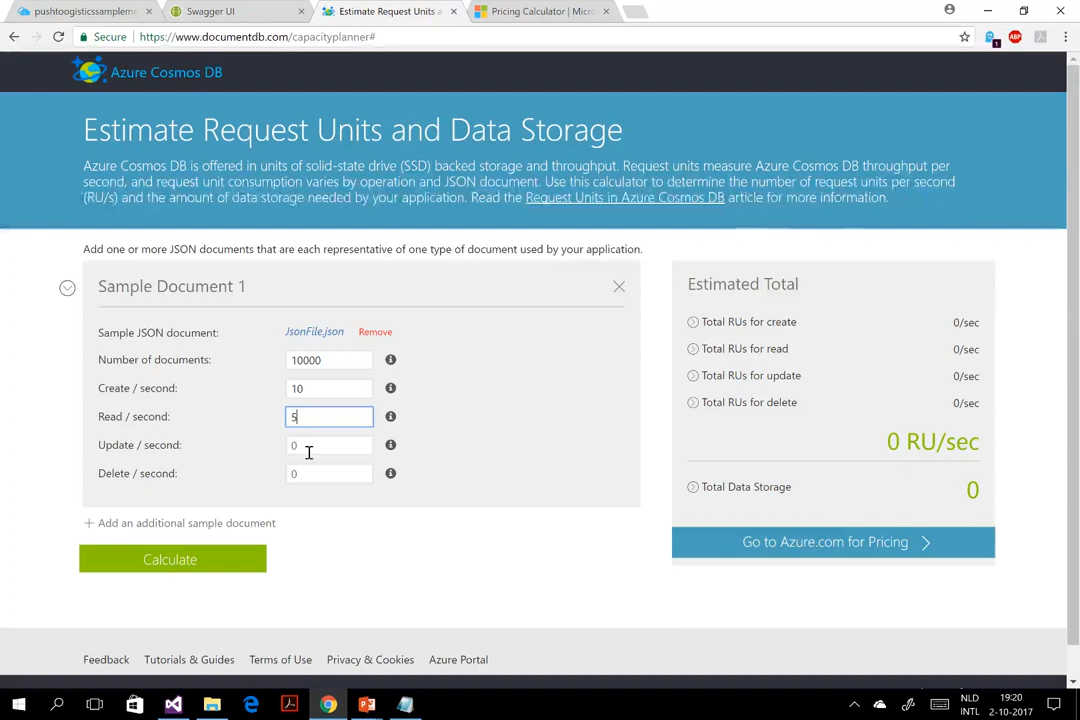 pushtoogisticssampleme
Swagger UI
Estimate Request Units a
Pricing Calculator | Micr
Secure
https://www.documentdb.com/capacityplanner#
1
ABP
Azure Cosmos DB
Estimate Request Units and Data Storage
Azure Cosmos DB is offered in units of solid-state drive (SSD) backed storage and throughput. Request units measure Azure Cosmos DB throughput per
second, and request unit consumption varies by operation and JSON document. Use this calculator to determine the number of request units per second
(RU/s) and the amount of data storage needed by your application. Read the Request Units in Azure Cosmos DB article for more information.
Add one or more JSON documents that are each representative of one type of document used by your application.
Sample Document 1
Sample JSON document: JsonFile.json Remove
Number of documents: 10000
Create / second: 10
Read / second: 5
Update / second: 0
Delete / second: 0
+ Add an additional sample document
Calculate
Estimated Total
Total RUs for create 0/sec
Total RUs for read 0/sec
Total RUs for update 0/sec
Total RUs for delete 0/sec
0 RU/sec
Total Data Storage 0
Go to Azure.com for Pricing
Feedback Tutorials & Guides Terms of Use Privacy & Cookies Azure Portal
NLD
INTL
19:20
2-10-2017